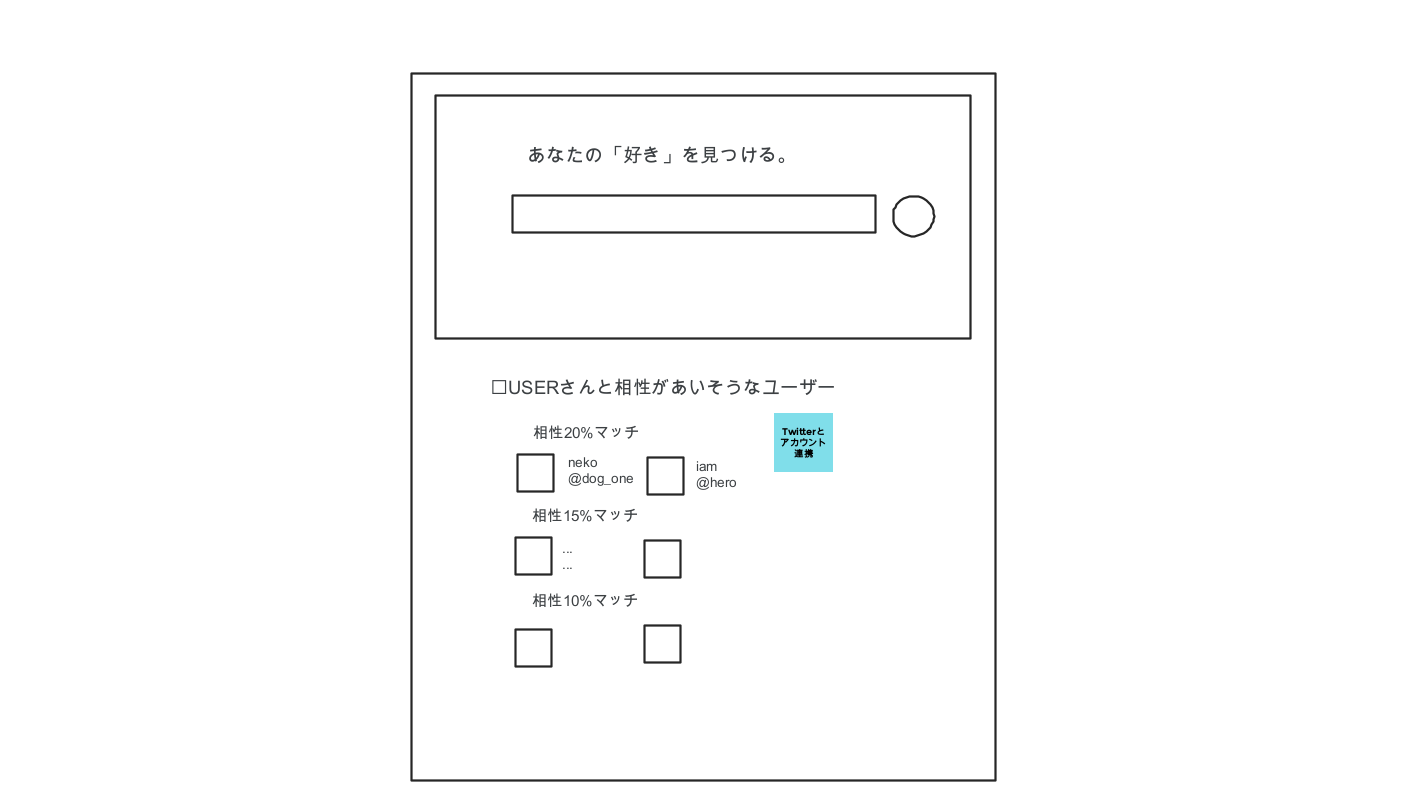 あなたの「好き」を見つける。
□USERさんと相性があいそうなユーザー
相性20%マッチ
Twitterと
アカウント
連携
neko
@dog_one
iam
@hero
相性15%マッチ
...
...
相性10%マッチ